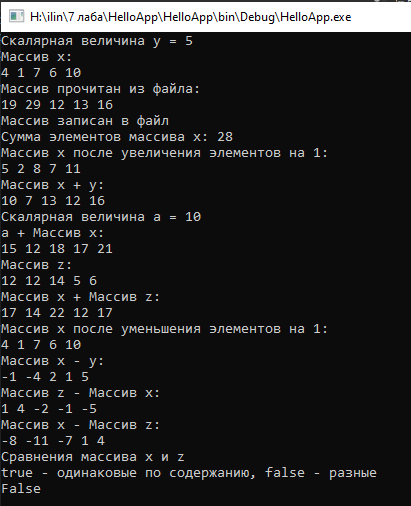 H:\ilin\7 лаба\HelloApp\HelloApp\bin\Debug\HelloApp.exe
Скалярная величина y = 5
Массив x:
4 1 7 6 10
Массив прочитан из файла:
19 29 12 13 16
Массив записан в файл
Сумма элементов массива x: 28
Массив x после увеличения элементов на 1:
5 2 8 7 11
Массив x + y:
10 7 13 12 16
Скалярная величина a = 10
a + Массив x:
15 12 18 17 21
Массив z:
12 12 14 5 6
Массив x + Массив z:
17 14 22 12 17
Массив x после уменьшения элементов на 1:
4 1 7 6 10
Массив x - y:
-1 -4 2 1 5
Массив z - Массив x:
1 4 -2 -1 -5
Массив x - Массив z:
-8 -11 -7 1 4
Сравнения массива x и z
true - одинаковые по содержанию, false - разные
False